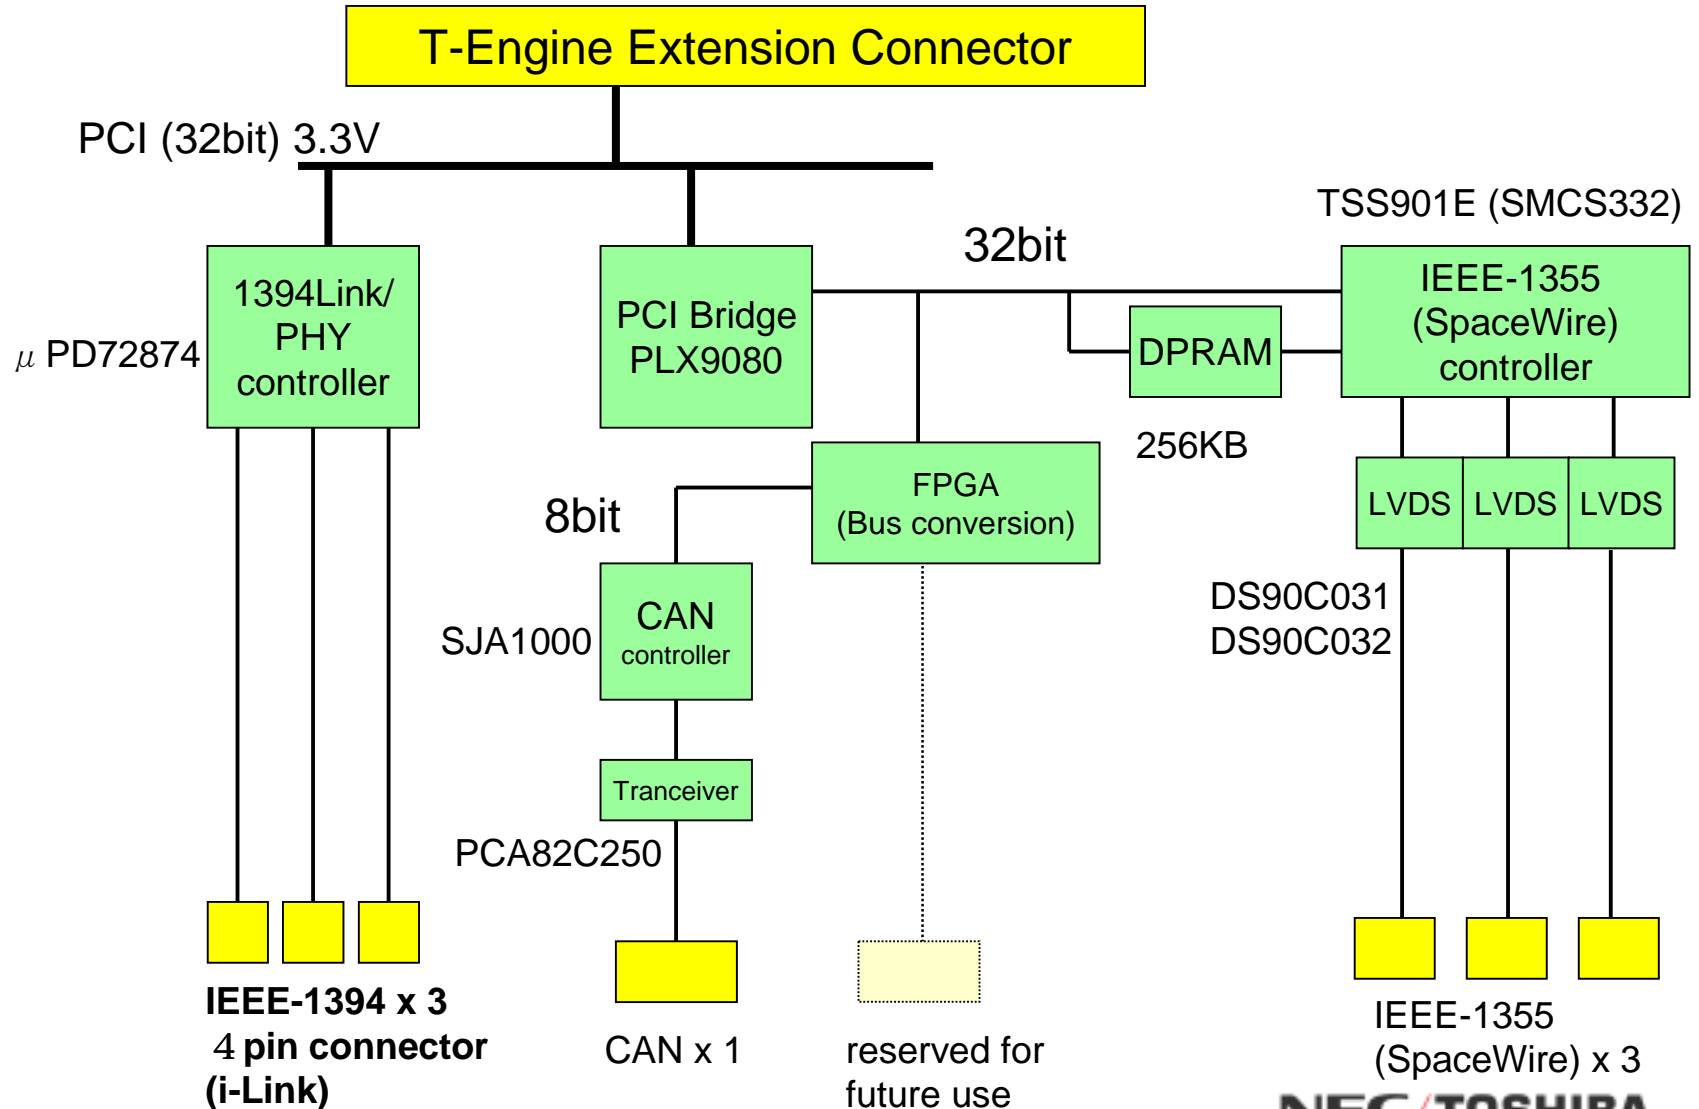 T-Engine Extension Connector
PCI (32bit) 3.3V
TSS901E (SMCS332)
32bit
1394Link/
PHY
controller
μ PD72874
PCI Bridge
PLX9080
DPRAM
256KB
IEEE-1355
(SpaceWire)
controller
FPGA
(Bus conversion)
8bit
LVDS LVDS LVDS
DS90C031
DS90C032
CAN
controller
SJA1000
Tranceiver
PCA82C250
IEEE-1394 x 3
4 pin connector
(i-Link)
CAN x 1
reserved for
future use
IEEE-1355
(SpaceWire) x 3
NEC/TOSHIBA